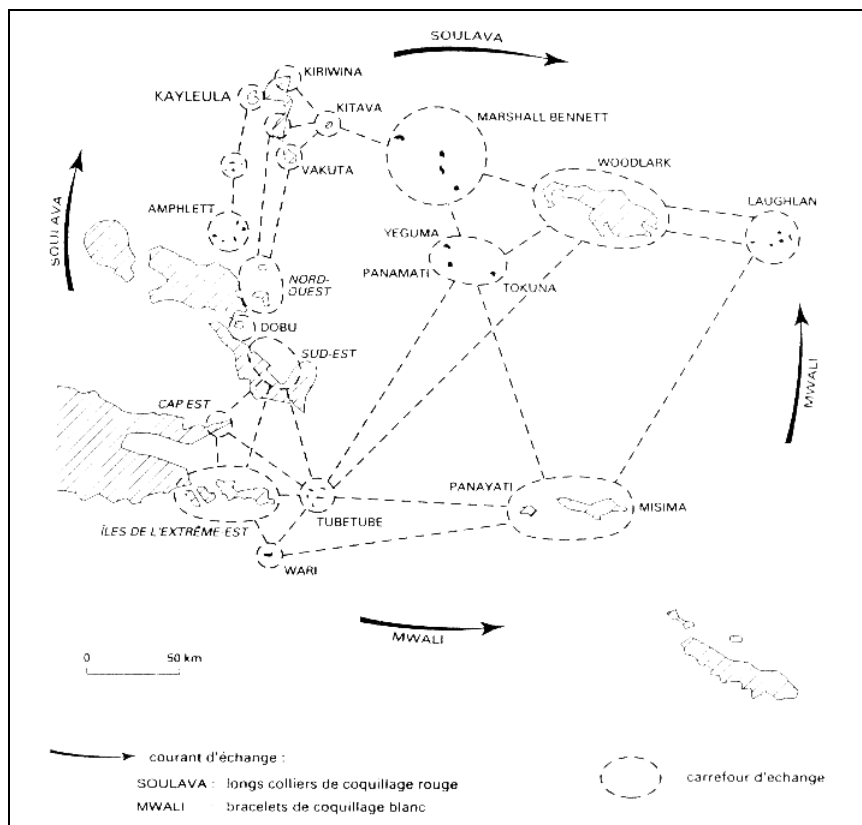 SOULAVA
KIRIWINA
KAYLEULA
KITAVA
MARSHALL BENNETT
VAKUTA
WOODLARK
LAUGHLAN
AMPHLETT
SOULAVA
YEGUMA
PANAMATI
NORD-
OUEST
TOKUNA
DOBU
SUD-EST
MWALI
CAP EST
PANAYATI
TUBETUBE
MISIMA
ÎLES DE L'EXTRÊME-EST
WARI
MWALI
0 50 km
courant d'échange :
SOULAVA : longs colliers de coquillage rouge
MWALI : bracelets de coquillage blanc
carrefour d'échange